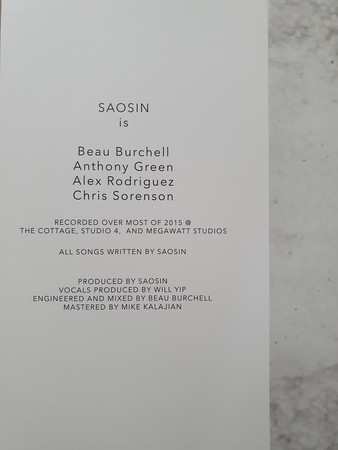 SAOSIN
is
Beau Burchell
Anthony Green
Alex Rodriguez
Chris Sorenson
RECORDED OVER MOST OF 2015 @
THE COTTAGE, STUDIO 4, AND MEGAWATT STUDIOS
ALL SONGS WRITTEN BY SAOSIN
PRODUCED BY SAOSIN
VOCALS PRODUCED BY WILL YIP
ENGINEERED AND MIXED BY BEAU BURCHELL
MASTERED BY MIKE KALAJIAN